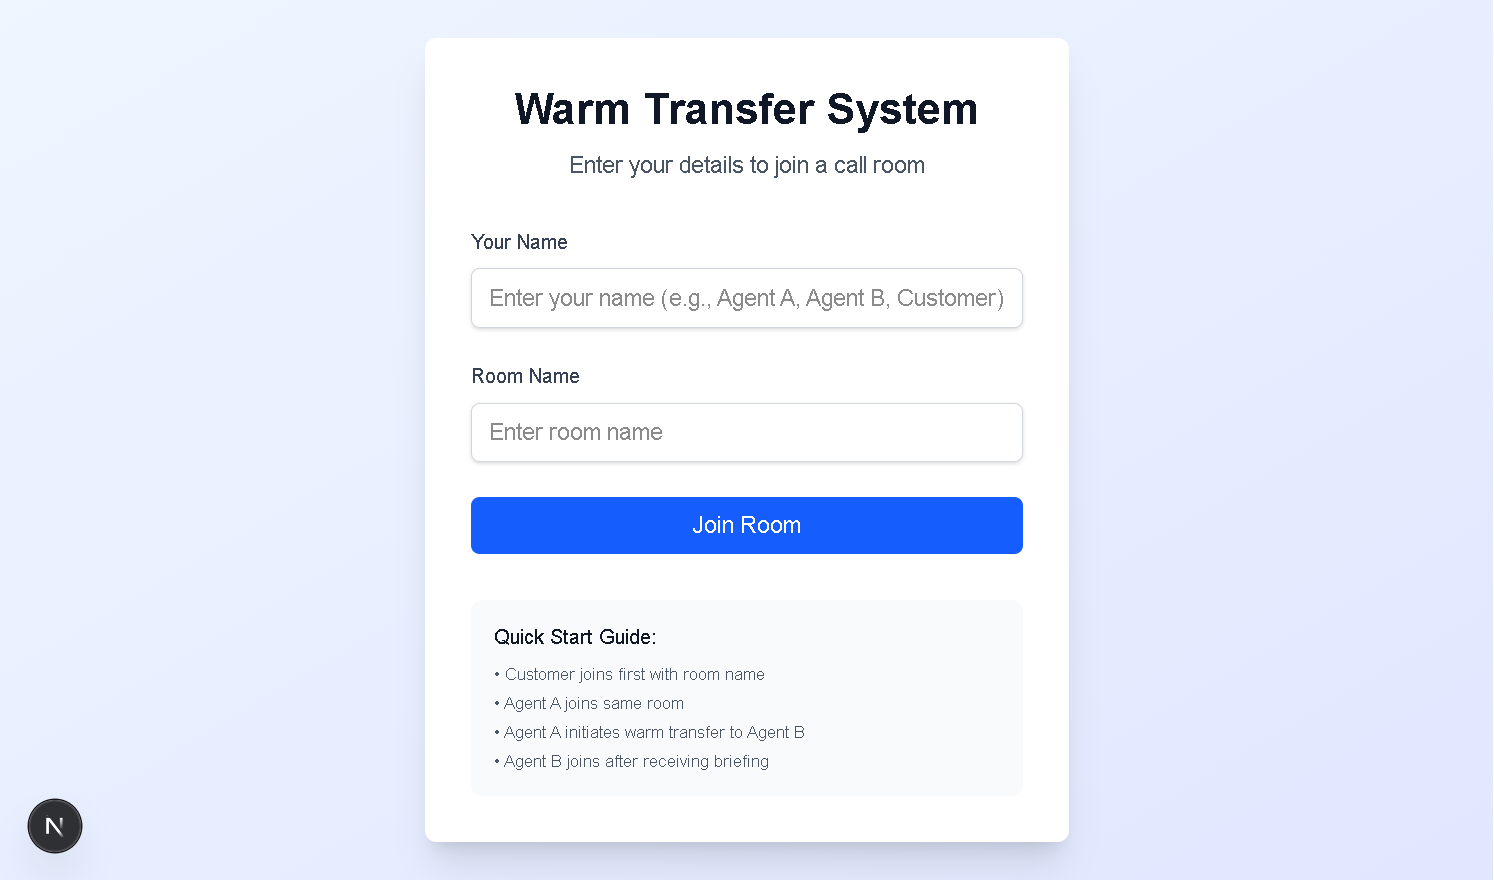 Warm Transfer System
Enter your details to join a call room
Your Name
Enter your name (e.g., Agent A, Agent B, Customer)
Room Name
Enter room name
Join Room
Quick Start Guide:
• Customer joins first with room name
• Agent A joins same room
• Agent A initiates warm transfer to Agent B
• Agent B joins after receiving briefing
N